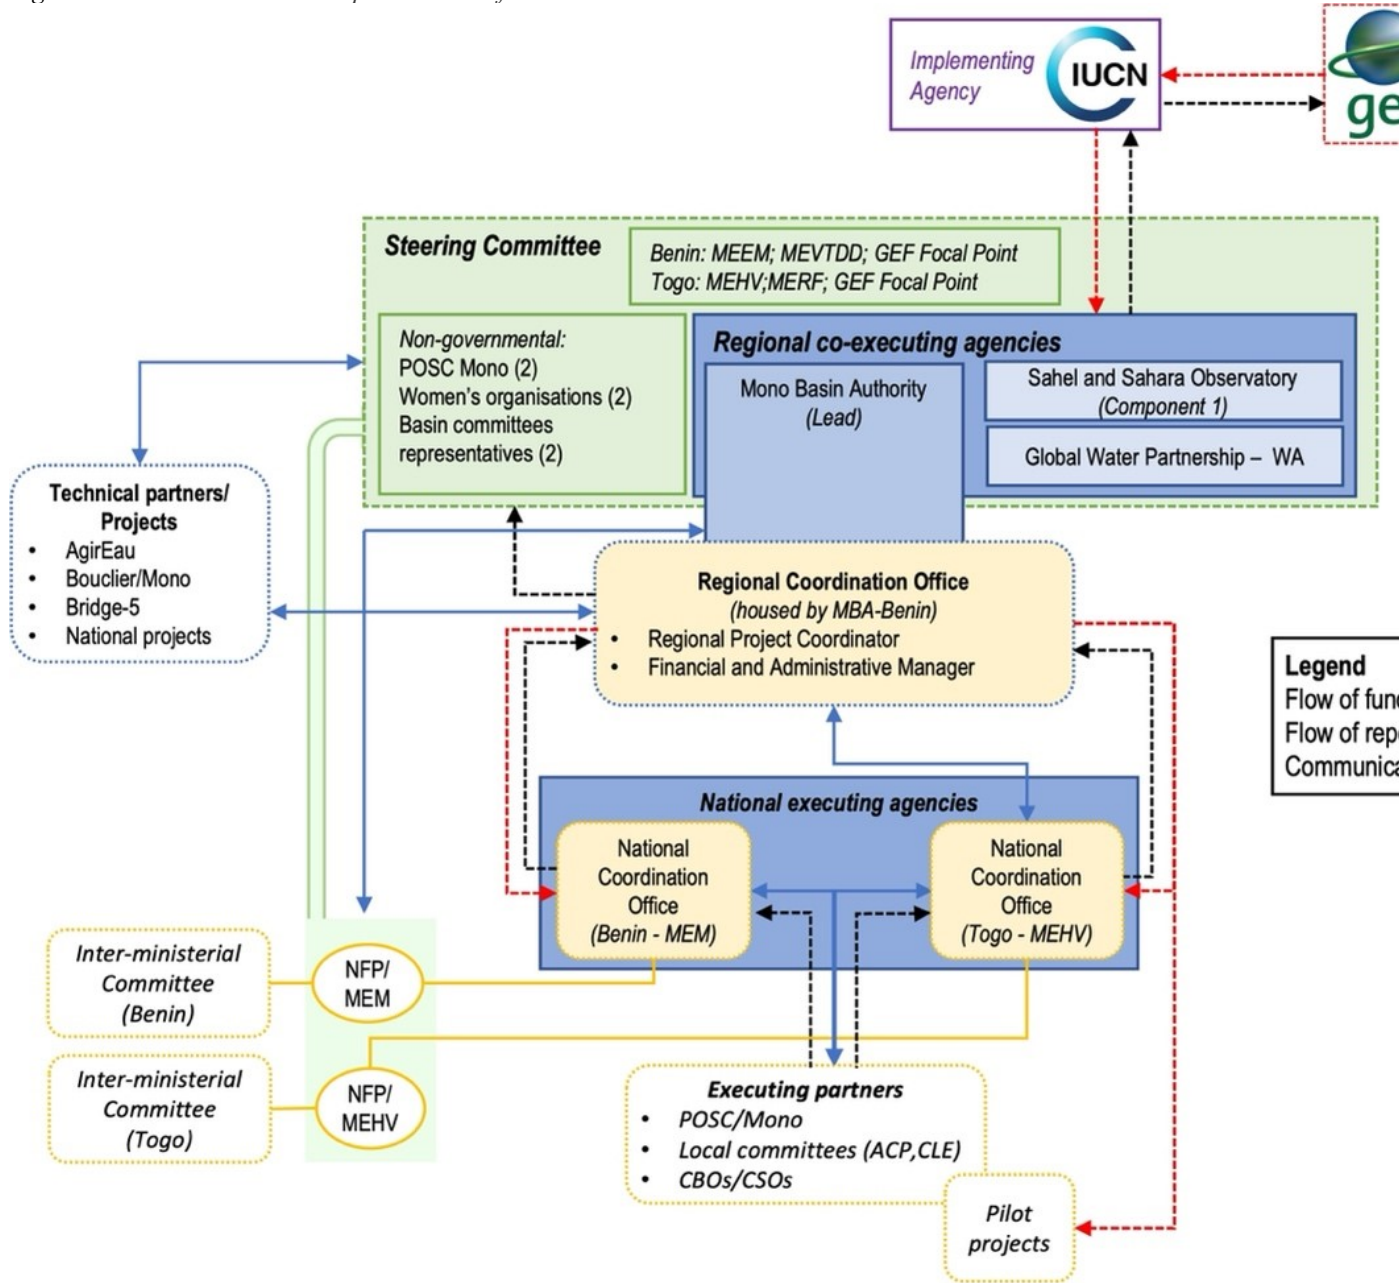 Implementing
Agency
IUCN
ge
Steering Committee
Benin: MEEM; MEVTDD; GEF Focal Point
Togo: MEHV;MERF; GEF Focal Point
Non-governmental:
POSC Mono (2)
Women's organisations (2)
Basin committees
representatives (2)
Regional co-executing agencies
Mono Basin Authority
(Lead)
Sahel and Sahara Observatory
(Component 1)
Global Water Partnership – WA
Technical partners/
Projects
• AgirEau
• Bouclier/Mono
• Bridge-5
• National projects
Regional Coordination Office
(housed by MBA-Benin)
• Regional Project Coordinator
• Financial and Administrative Manager
Legend
Flow of fun
Flow of rep
Communica
National executing agencies
National
Coordination
Office
(Benin - MEM)
National
Coordination
Office
(Togo - MEHV)
Inter-ministerial
Committee
(Benin)
NFP/
MEM
Inter-ministerial
Committee
(Togo)
NFP/
MEHV
Executing partners
• POSC/Mono
• Local committees (ACP,CLE)
• CBOs/CSOs
Pilot
projects